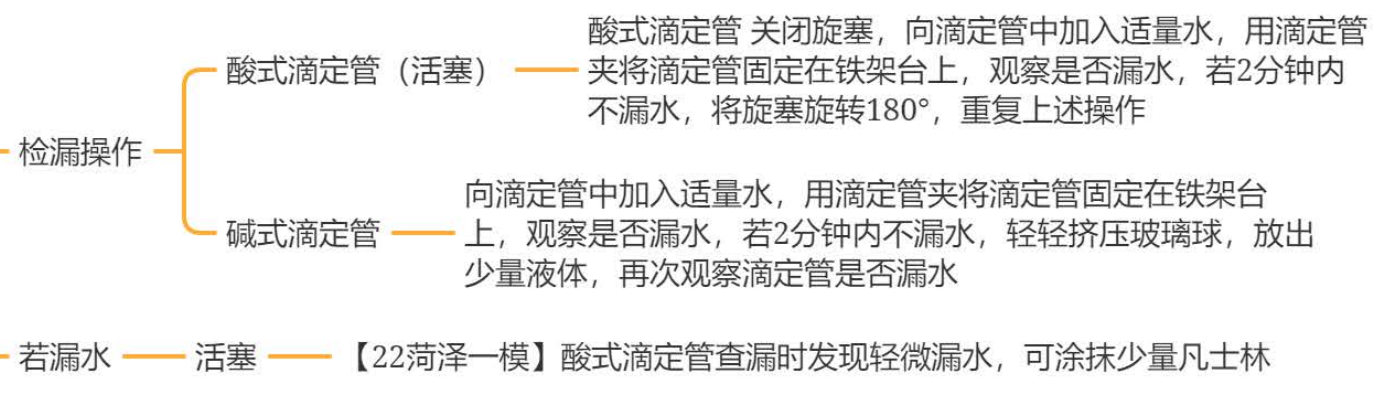 检漏操作
酸式滴定管（活塞）
酸式滴定管 关闭旋塞，向滴定管中加入适量水，用滴定管
夹将滴定管固定在铁架台上，观察是否漏水，若2分钟内
不漏水，将旋塞旋转180°，重复上述操作
碱式滴定管
向滴定管中加入适量水，用滴定管夹将滴定管固定在铁架台
上，观察是否漏水，若2分钟内不漏水，轻轻挤压玻璃球，放出
少量液体，再次观察滴定管是否漏水
若漏水
活塞
【22菏泽一模】酸式滴定管查漏时发现轻微漏水，可涂抹少量凡士林